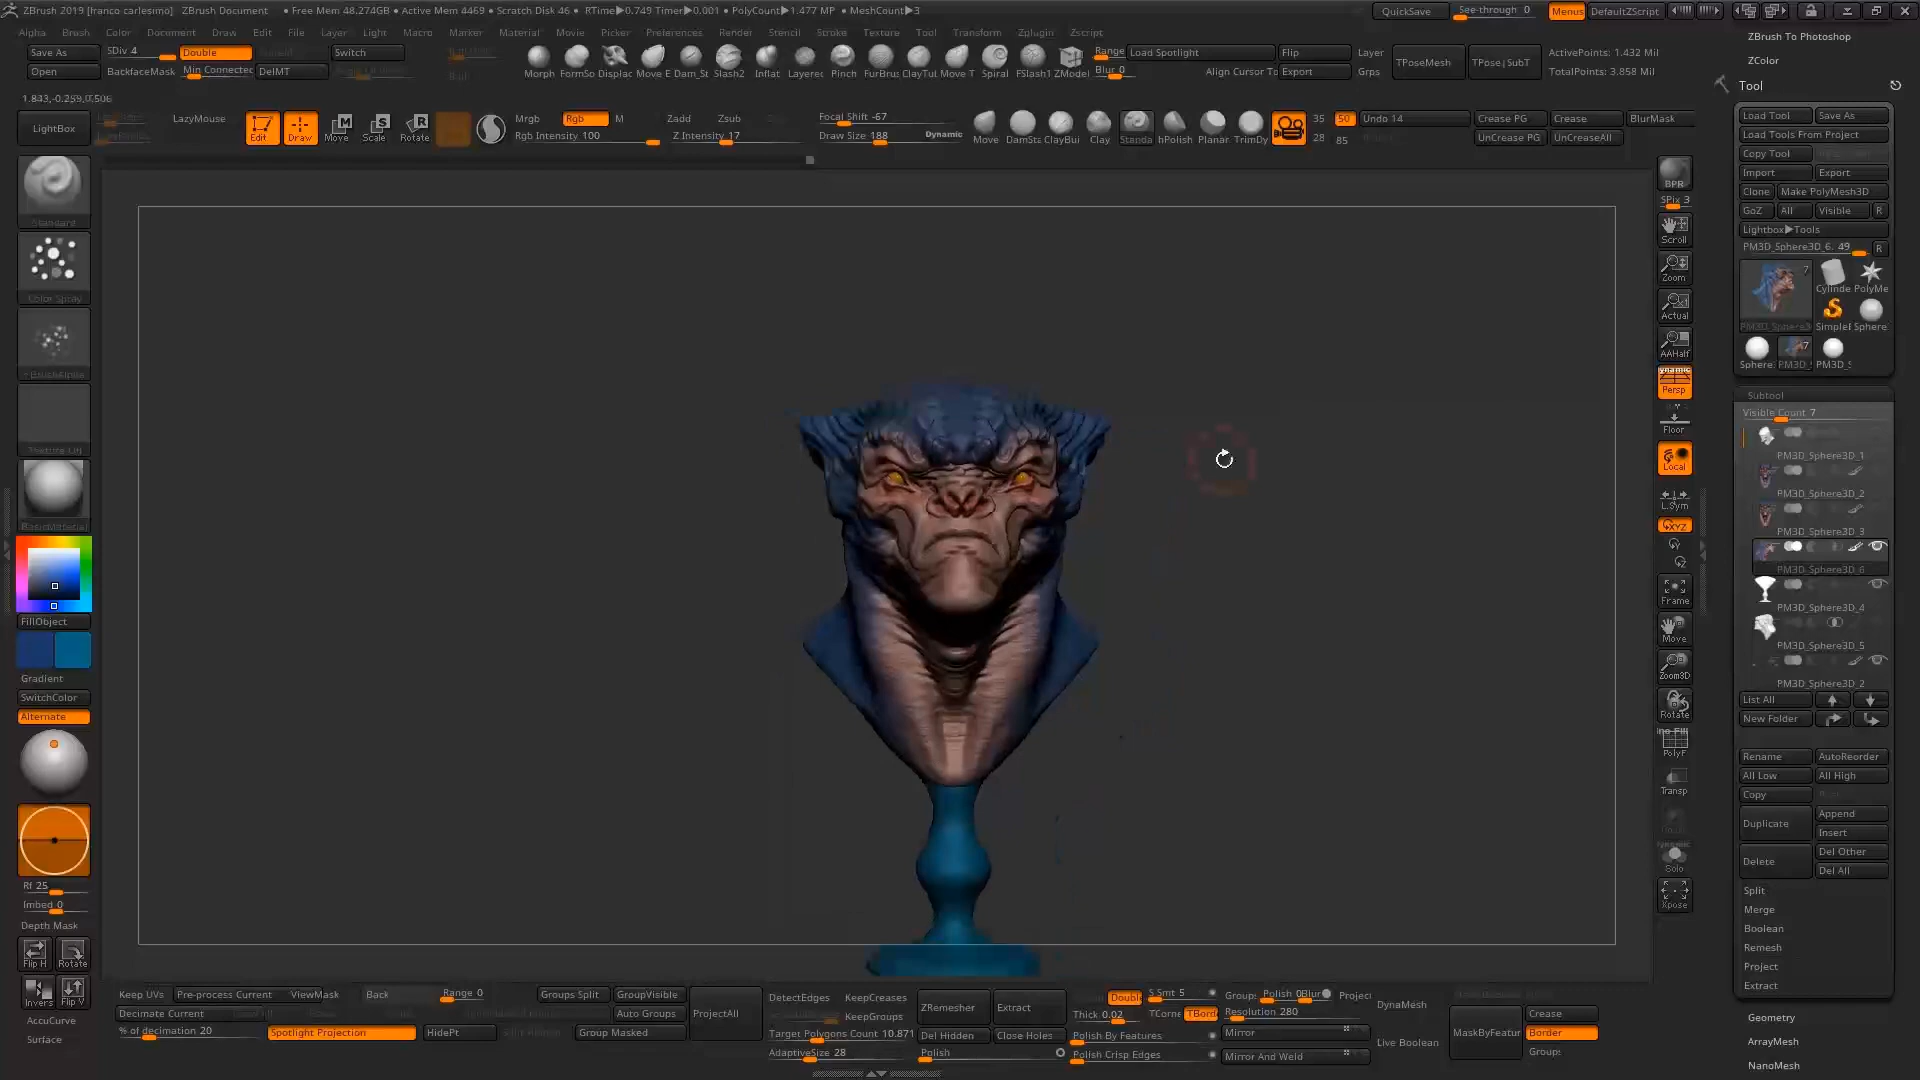 ZBrush 2019 [franco carlesimo] ZBrush Document • Free Mem 48.274GB • Active Mem 4469 • Scratch Disk 46 • RTime▶0.749 Timer▶0.001 • PolyCount▶1.477 MP • MeshCount▶3 QuickSave See-through 0 Menus DefaultZScript
Alpha Brush Color Document Draw Edit File Layer Light Macro Marker Material Movie Picker Preferences Render Stencil Stroke Texture Tool Transform Zplugin Zscript
ZBrush To Photoshop
ZColor
Save As SDiv 4 Double Switch
Open BackfaceMask Min Connected DelMT
Morph FormSo Displac Move E Dam_St Slash2 Inflat Layered Pinch FurBrus ClayTul Move T Spiral FSlash1 ZModel
Range Load Spotlight Flip Layer
Blur 0 Align Cursor To Export Grps
TPoseMesh TPose|SubT
ActivePoints: 1.432 Mil
TotalPoints: 3.858 Mil
1.843,-0.259,0.506
LightBox LazyMouse
Edit Draw Move Scale Rotate
Mrgb Rgb M Zadd Zsub
Rgb Intensity 100 Z Intensity 17
Focal Shift -67
Draw Size 188 Dynamic
Move DamSt ClayBui Clay Standa hPolish Planar TrimDy
35 50 Undo 14 Crease PG Crease BlurMask
28 85 UnCrease PG UnCreaseAll
Standard
Color Spray
BasicMaterial
FillObject
Gradient
SwitchColor
Alternate
Rf 25
Imbed 0
Depth Mask
Flip H Rotate
Invers Flip V
AccuCurve
Surface
BPR
SPix 3
Scroll
Zoom
Actual
AAHalf
Persp
Floor
Local
L.Sym
XYZ
Frame
Move
Zoom3D
Rotate
PolyF
Transp
Solo
Xpose
Tool
Load Tool Save As
Load Tools From Project
Copy Tool
Import Export
Clone Make PolyMesh3D
GoZ All Visible R
Lightbox▶Tools
PM3D_Sphere3D_6. 49 R
7 Cylinde PolyMe
SimpleI Sphere
Sphere: 7 PM3D_
Subtool
Visible Count 7
PM3D_Sphere3D_1
PM3D_Sphere3D_2
PM3D_Sphere3D_3
PM3D_Sphere3D_6
PM3D_Sphere3D_4
PM3D_Sphere3D_5
PM3D_Sphere3D_2
List All
New Folder
Rename AutoReorder
All Low All High
Copy
Duplicate Append
Insert
Delete Del Other
Del All
Split
Merge
Boolean
Remesh
Project
Extract
Geometry
ArrayMesh
NanoMesh
Keep UVs Pre-process Current ViewMask Back Range 0 Groups Split GroupVisible
Decimate Current Auto Groups ProjectAll
% of decimation 20 Spotlight Projection HidePt Group Masked
DetectEdges KeepCreases
KeepGroups
Target Polygons Count 10.871
AdaptiveSize 28
ZRemesher Extract
Del Hidden Close Holes
Polish
S Smt 5
Thick 0.02 TCorne TBord
Polish By Features
Polish Crisp Edges
Group: Polish 0 Blur Projec
Resolution 280
Mirror
Mirror And Weld
DynaMesh
Live Boolean
MaskByFeatur
Crease
Border
Group: